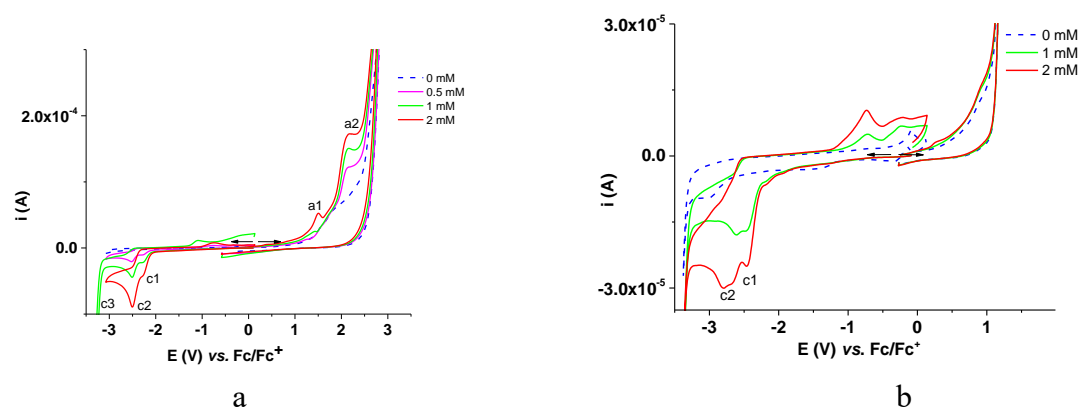 2.0x10⁻⁴
0.0
i (A)
0 mM
0.5 mM
1 mM
2 mM
a2
a1
c1
c2
c3
-3 -2 -1 0 1 2 3
E (V) vs. Fc/Fc⁺
a
3.0x10⁻⁵
0.0
-3.0x10⁻⁵
i (A)
0 mM
1 mM
2 mM
c1
c2
-3 -2 -1 0 1
E (V) vs. Fc/Fc⁺
b